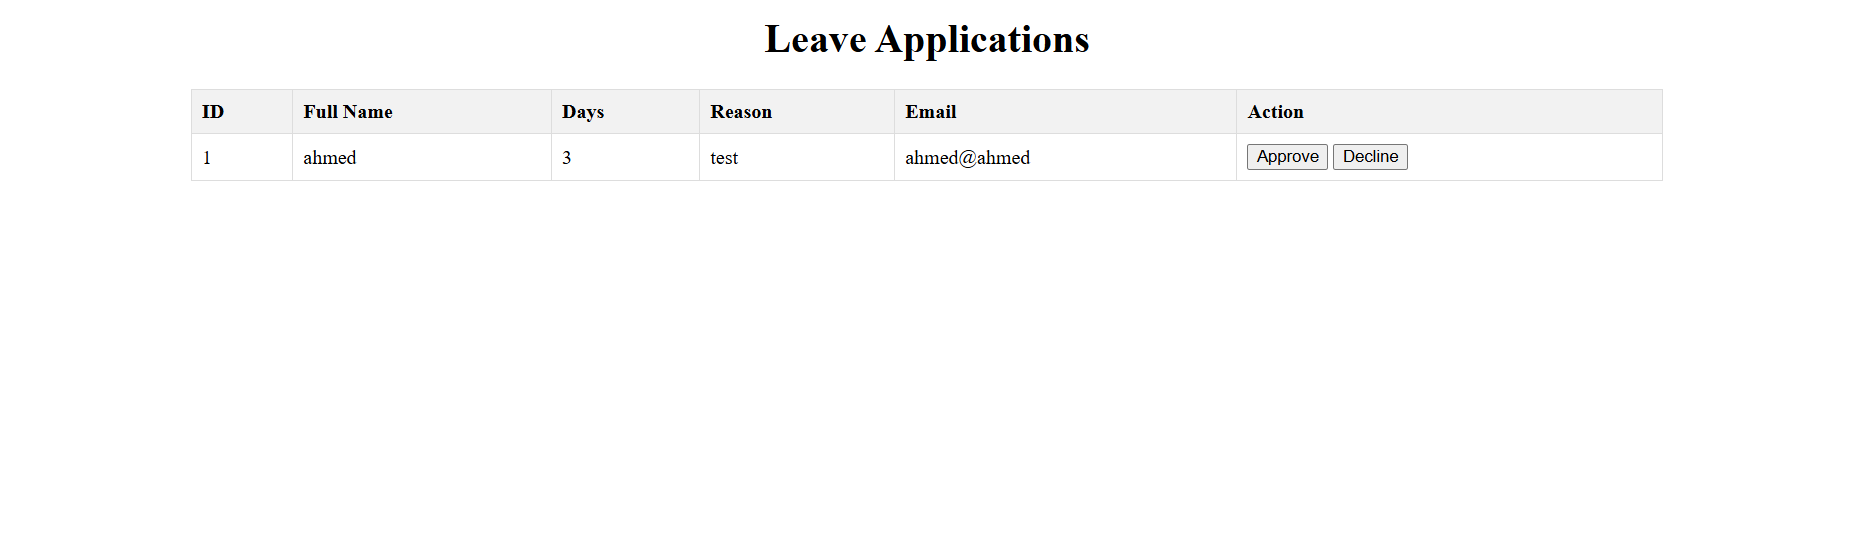 Leave Applications
ID Full Name Days Reason Email Action
1 ahmed 3 test ahmed@ahmed Approve Decline